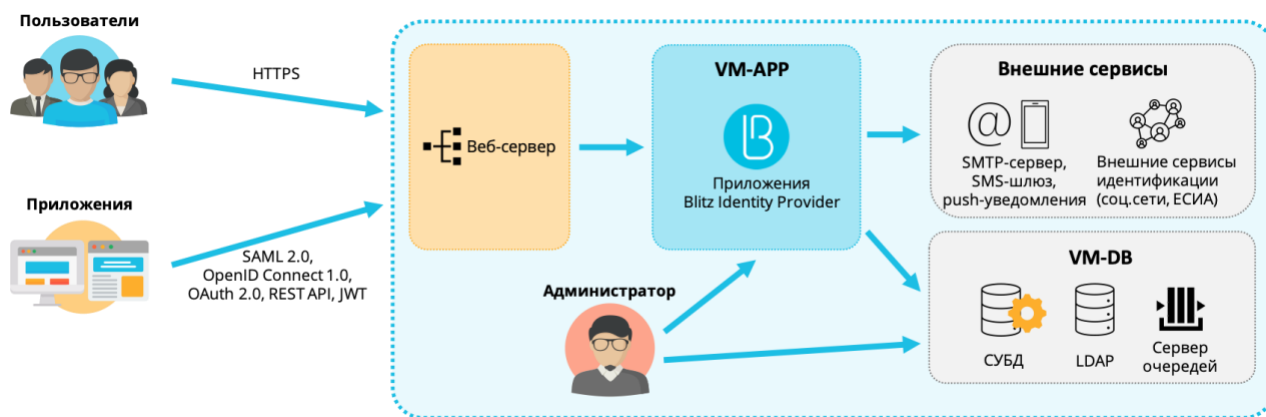 Пользователи
HTTPS
Приложения
SAML 2.0,
OpenID Connect 1.0,
OAuth 2.0, REST API, JWT
Веб-сервер
VM-APP
Приложения
Blitz Identity Provider
Администратор
Внешние сервисы
@
SMTP-сервер,
SMS-шлюз,
push-уведомления
Внешние сервисы
идентификации
(соц.сети, ЕСИА)
VM-DB
СУБД
LDAP
Сервер
очередей